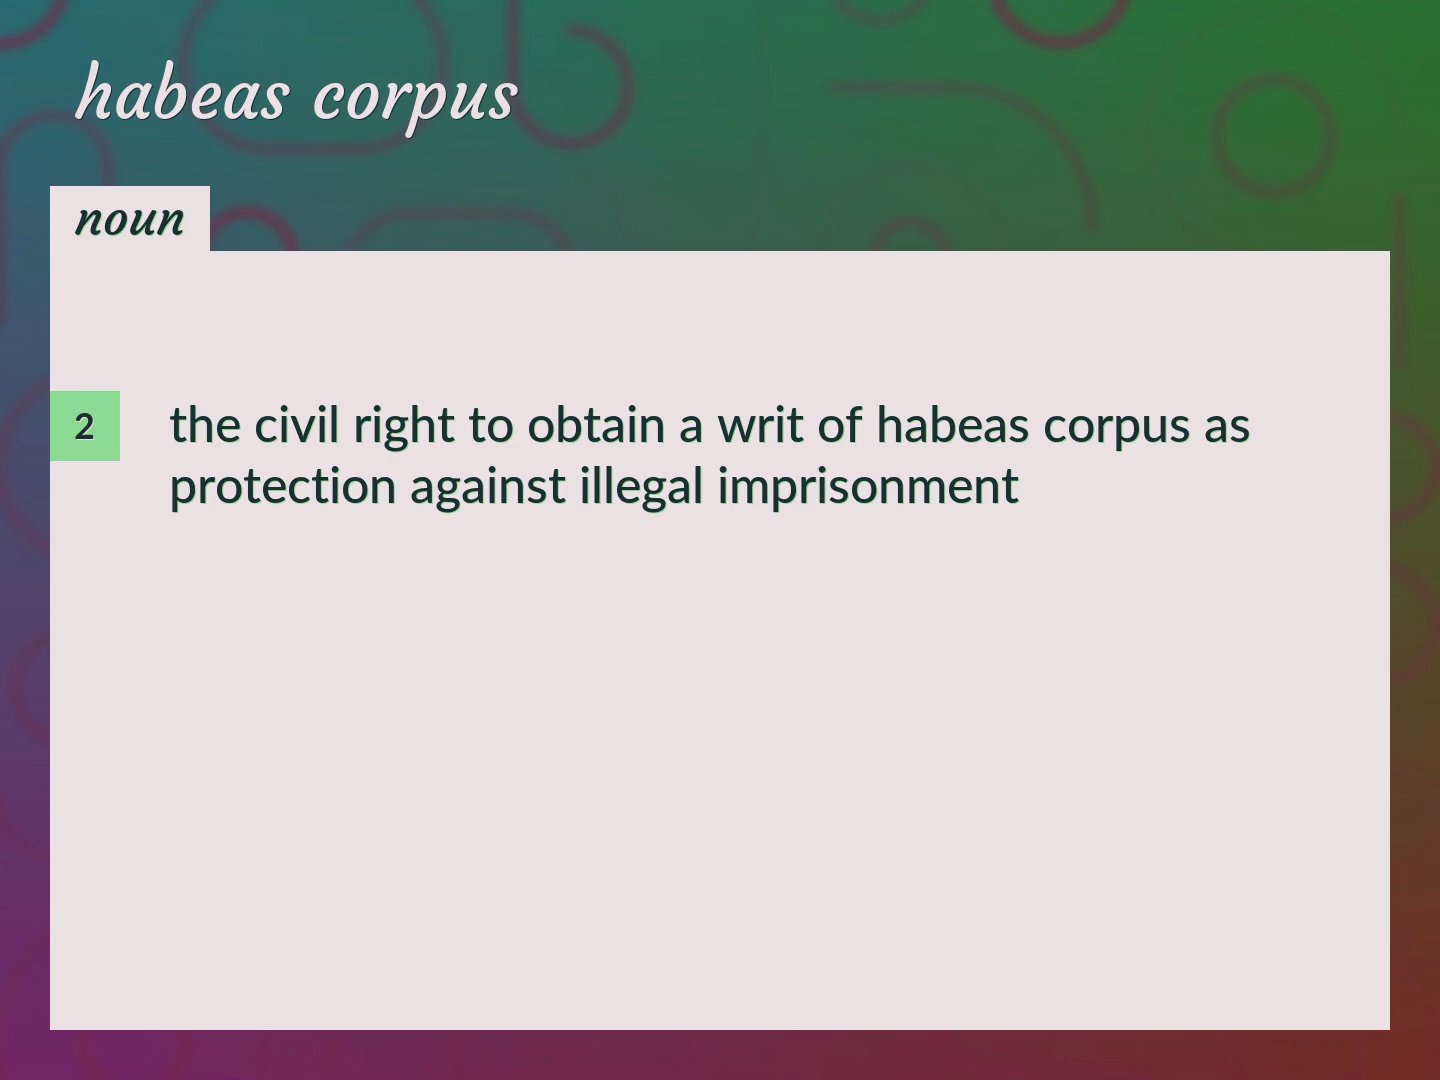 habeas corpus
noun
2 the civil right to obtain a writ of habeas corpus as
protection against illegal imprisonment